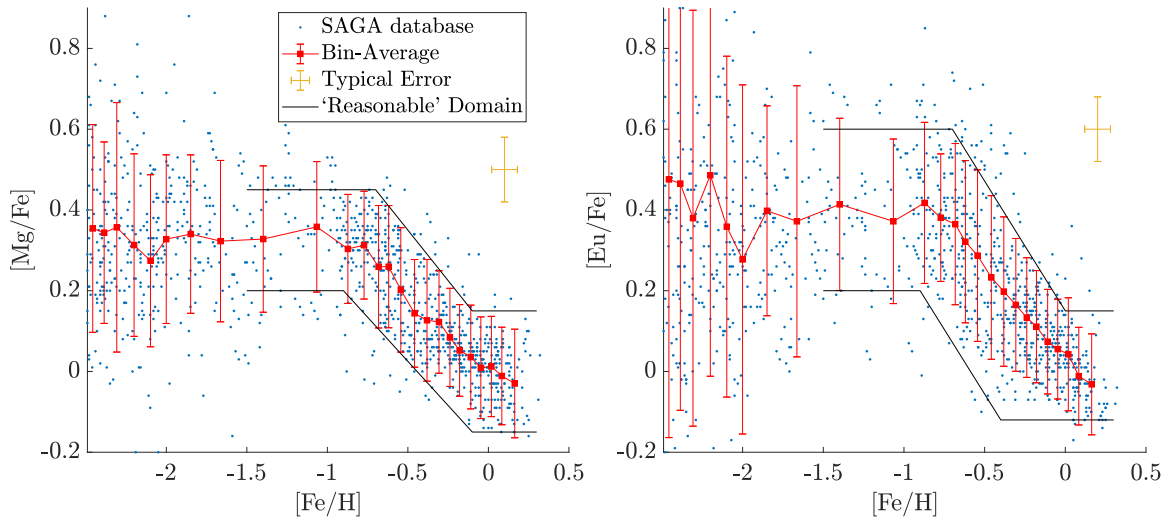 SAGA database
Bin-Average
Typical Error
'Reasonable' Domain
[Mg/Fe]
0.8
0.6
0.4
0.2
0
-0.2
-2 -1.5 -1 -0.5 0 0.5
[Fe/H]
[Eu/Fe]
0.8
0.6
0.4
0.2
0
-0.2
-2 -1.5 -1 -0.5 0 0.5
[Fe/H]